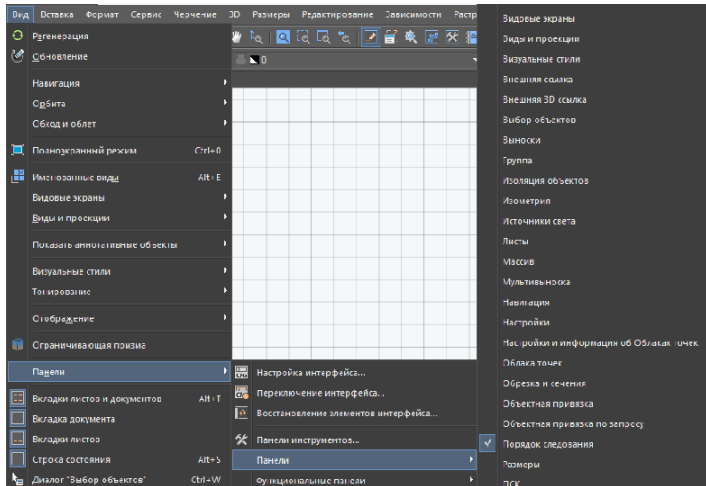 Вид Вставка Формат Сервис Черчение 3D Размеры Редактирование Зависимости Растр
Регенерация
Обновление
0
Навигация
Орбита
Обход и облет
Полноэкранный режим Ctrl+0
Именованные виды Alt+E
Видовые экраны
Виды и проекции
Показать аннотативные объекты
Визуальные стили
Тонирование
Отображение
Ограничивающая призма
Панели
Вкладки листов и документов Alt+T
Вкладка документа
Вкладки листов
Строка состояния Alt+S
Диалог "Выбор объектов" Ctrl+W
Настройка интерфейса...
Переключение интерфейса...
Восстановление элементов интерфейса...
Панели инструментов...
Панели
Функциональные панели
Видовые экраны
Виды и проекции
Визуальные стили
Внешняя ссылка
Внешняя 3D ссылка
Выбор объектов
Выноски
Группа
Изоляция объектов
Изометрия
Источники света
Листы
Массив
Мультивыноска
Навигация
Настройки
Настройки и информация об Облаках точек
Облака точек
Обрезка и сечения
Объектная привязка
Объектная привязка по запросу
Порядок следования
Размеры
ПСК